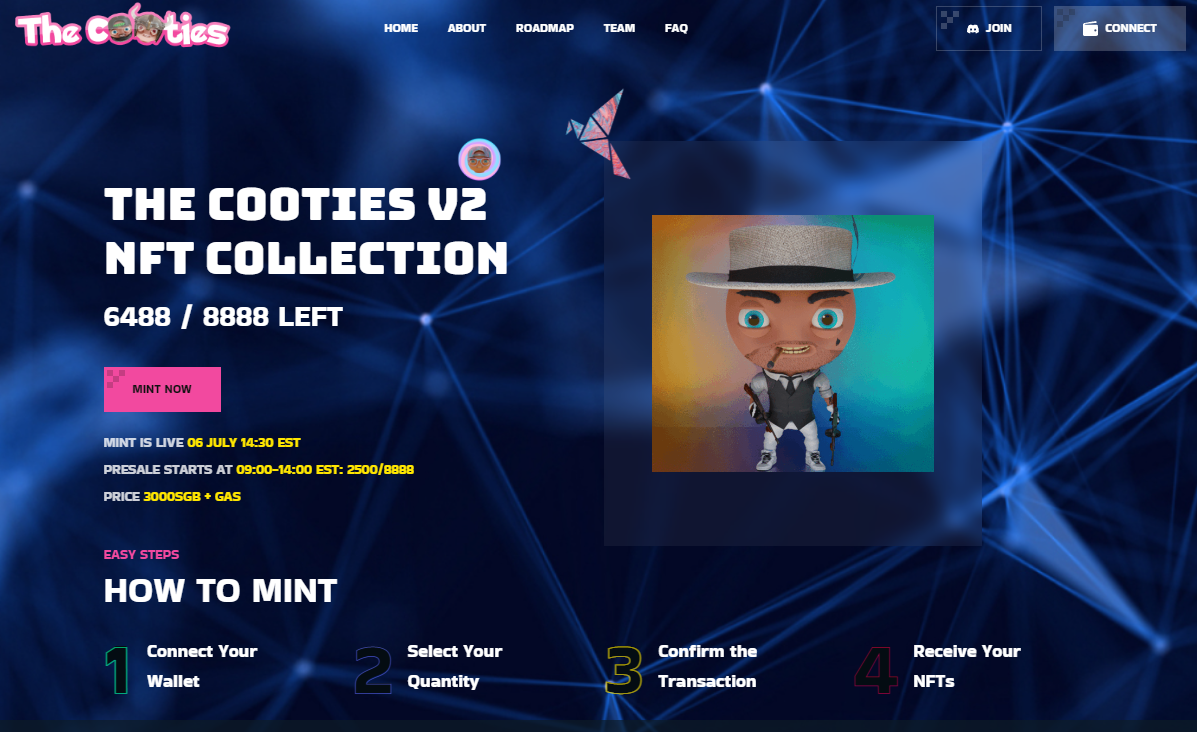 The Cooties
HOME
ABOUT
ROADMAP
TEAM
FAQ
JOIN
CONNECT
THE COOTIES V2
NFT COLLECTION
6488 / 8888 LEFT
MINT NOW
MINT IS LIVE 06 JULY 14:30 EST
PRESALE STARTS AT 09:00-14:00 EST: 2500/8888
PRICE 3000SGB + GAS
EASY STEPS
HOW TO MINT
1
Connect Your
Wallet
2
Select Your
Quantity
3
Confirm the
Transaction
4
Receive Your
NFTs